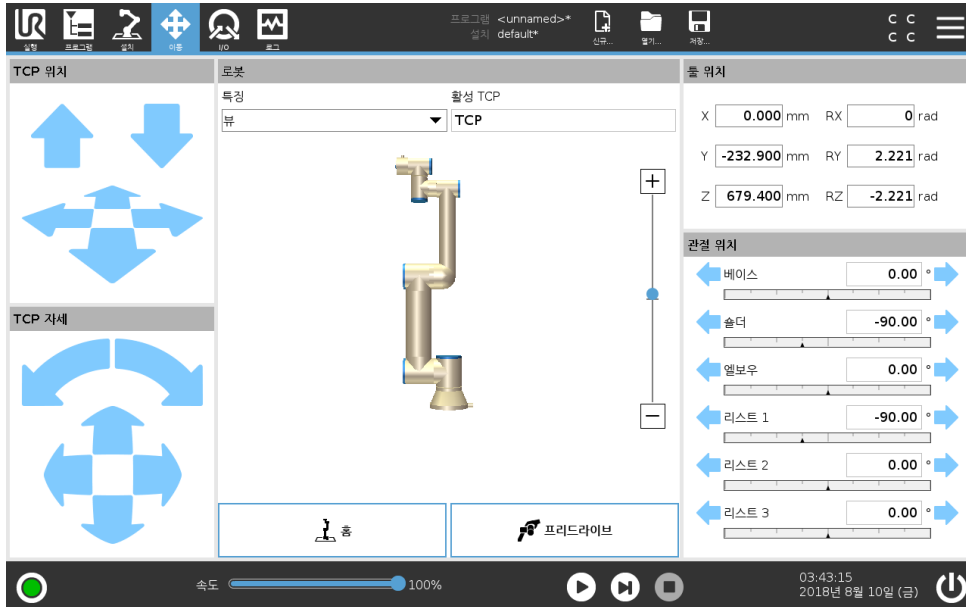 UR
실행
프로그램
설치
이동
I/O
로그
프로그램 <unnamed>*
설치 default*
신규...
열기...
저장...
C C
C C
TCP 위치
로봇
툴 위치
특징
활성 TCP
뷰
TCP
X 0.000 mm RX 0 rad
Y -232.900 mm RY 2.221 rad
Z 679.400 mm RZ -2.221 rad
관절 위치
베이스 0.00 °
숄더 -90.00 °
엘보우 0.00 °
리스트 1 -90.00 °
리스트 2 0.00 °
리스트 3 0.00 °
TCP 자세
홈
프리드라이브
속도 100%
03:43:15
2018년 8월 10일 (금)